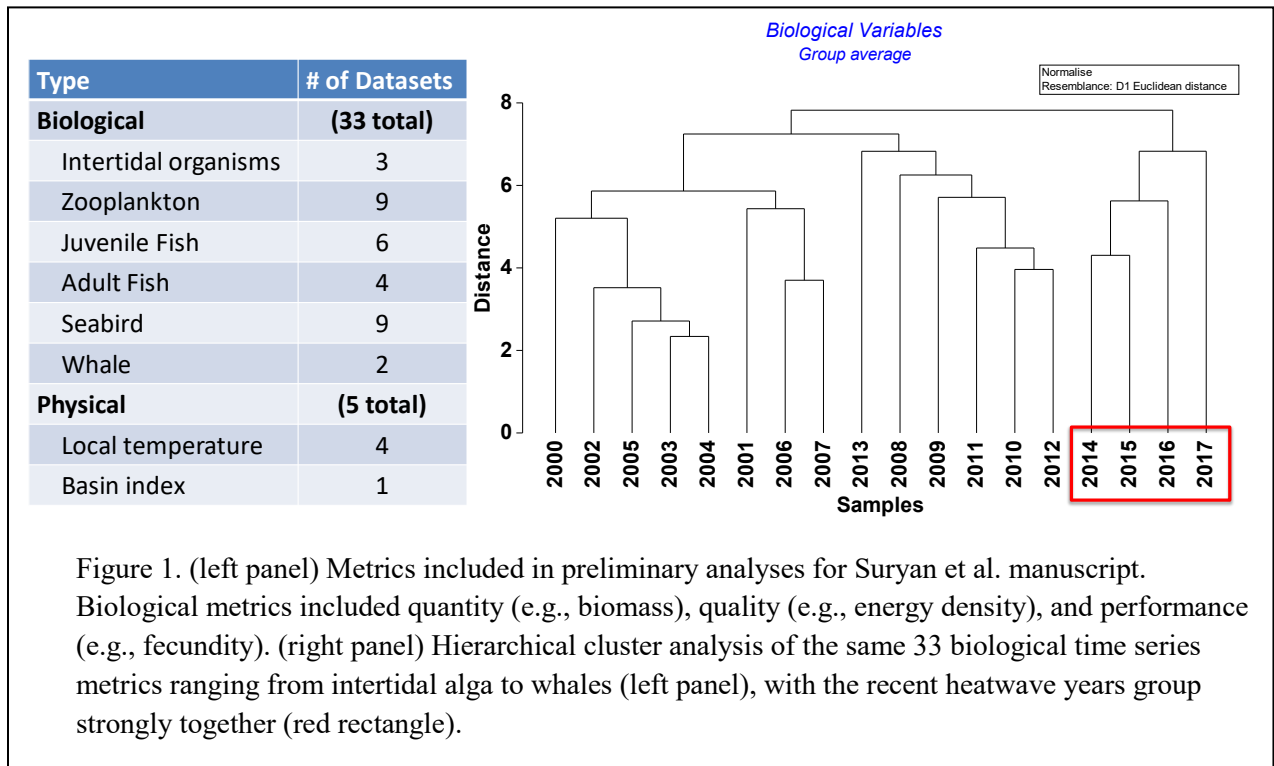 Type # of Datasets
Biological (33 total)
Intertidal organisms 3
Zooplankton 9
Juvenile Fish 6
Adult Fish 4
Seabird 9
Whale 2
Physical (5 total)
Local temperature 4
Basin index 1
Biological Variables
Group average
Normalise
Resemblance: D1 Euclidean distance
8
6
4
2
0
Distance
2000 2002 2005 2003 2004 2001 2006 2007 2013 2008 2009 2011 2010 2012 2014 2015 2016 2017
Samples
Figure 1. (left panel) Metrics included in preliminary analyses for Suryan et al. manuscript.
Biological metrics included quantity (e.g., biomass), quality (e.g., energy density), and performance
(e.g., fecundity). (right panel) Hierarchical cluster analysis of the same 33 biological time series
metrics ranging from intertidal alga to whales (left panel), with the recent heatwave years group
strongly together (red rectangle).